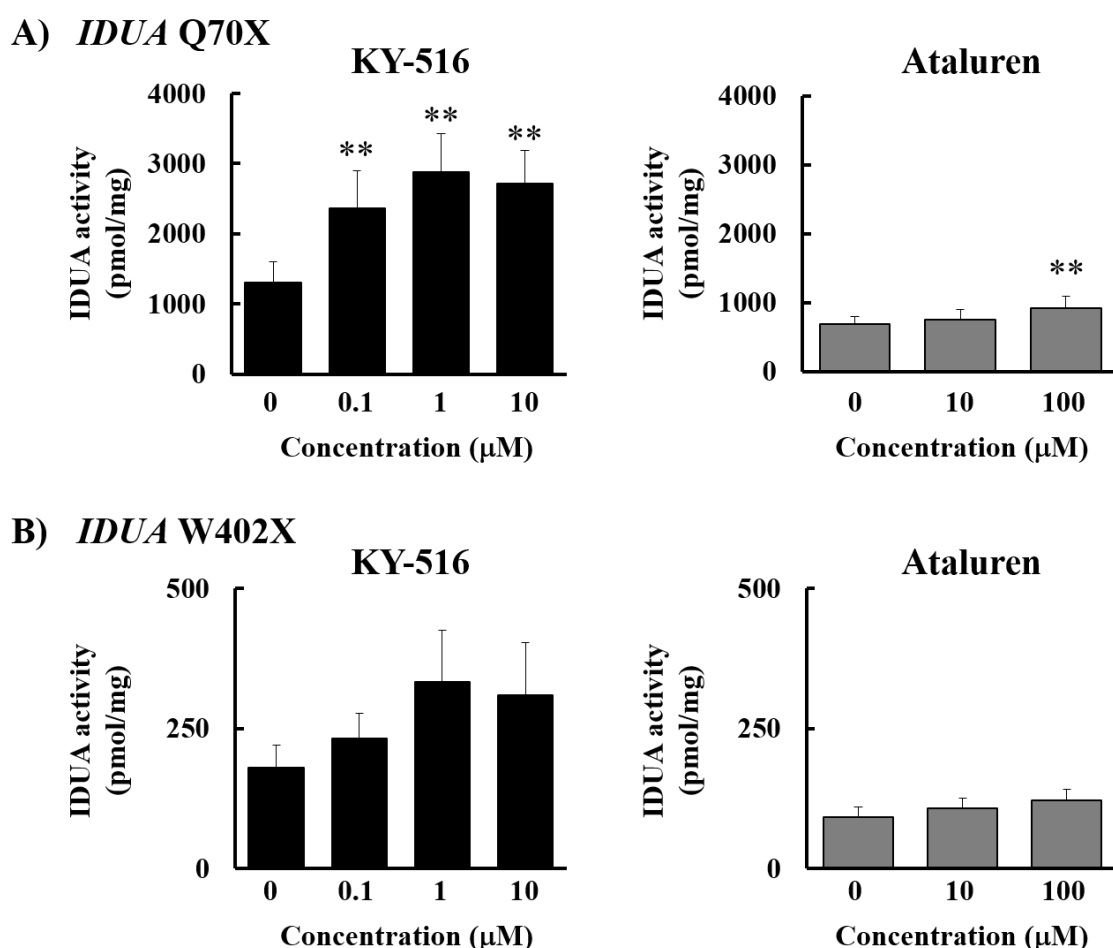 A) IDUA Q70X
KY-516
IDUA activity
(pmol/mg)
4000
3000
2000
1000
0
**
**
**
0 0.1 1 10
Concentration (μM)
Ataluren
IDUA activity
(pmol/mg)
4000
3000
2000
1000
0
**
0 10 100
Concentration (μM)
B) IDUA W402X
KY-516
IDUA activity
(pmol/mg)
500
250
0
0 0.1 1 10
Concentration (μM)
Ataluren
IDUA activity
(pmol/mg)
500
250
0
0 10 100
Concentration (μM)